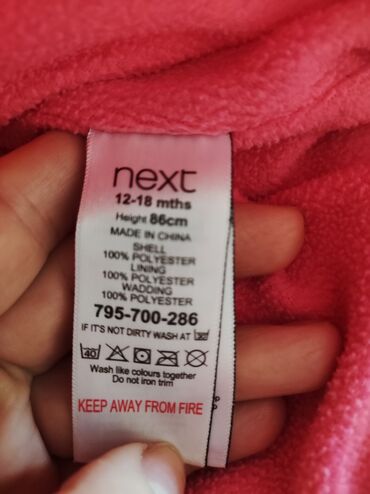 next
12-18 mths
Height 86cm
MADE IN CHINA
SHELL
100% POLYESTER
LINING
100% POLYESTER
WADDING
100% POLYESTER
795-700-286
IF IT'S NOT DIRTY WASH AT
40
Wash like colours together
Do not iron trim
KEEP AWAY FROM FIRE